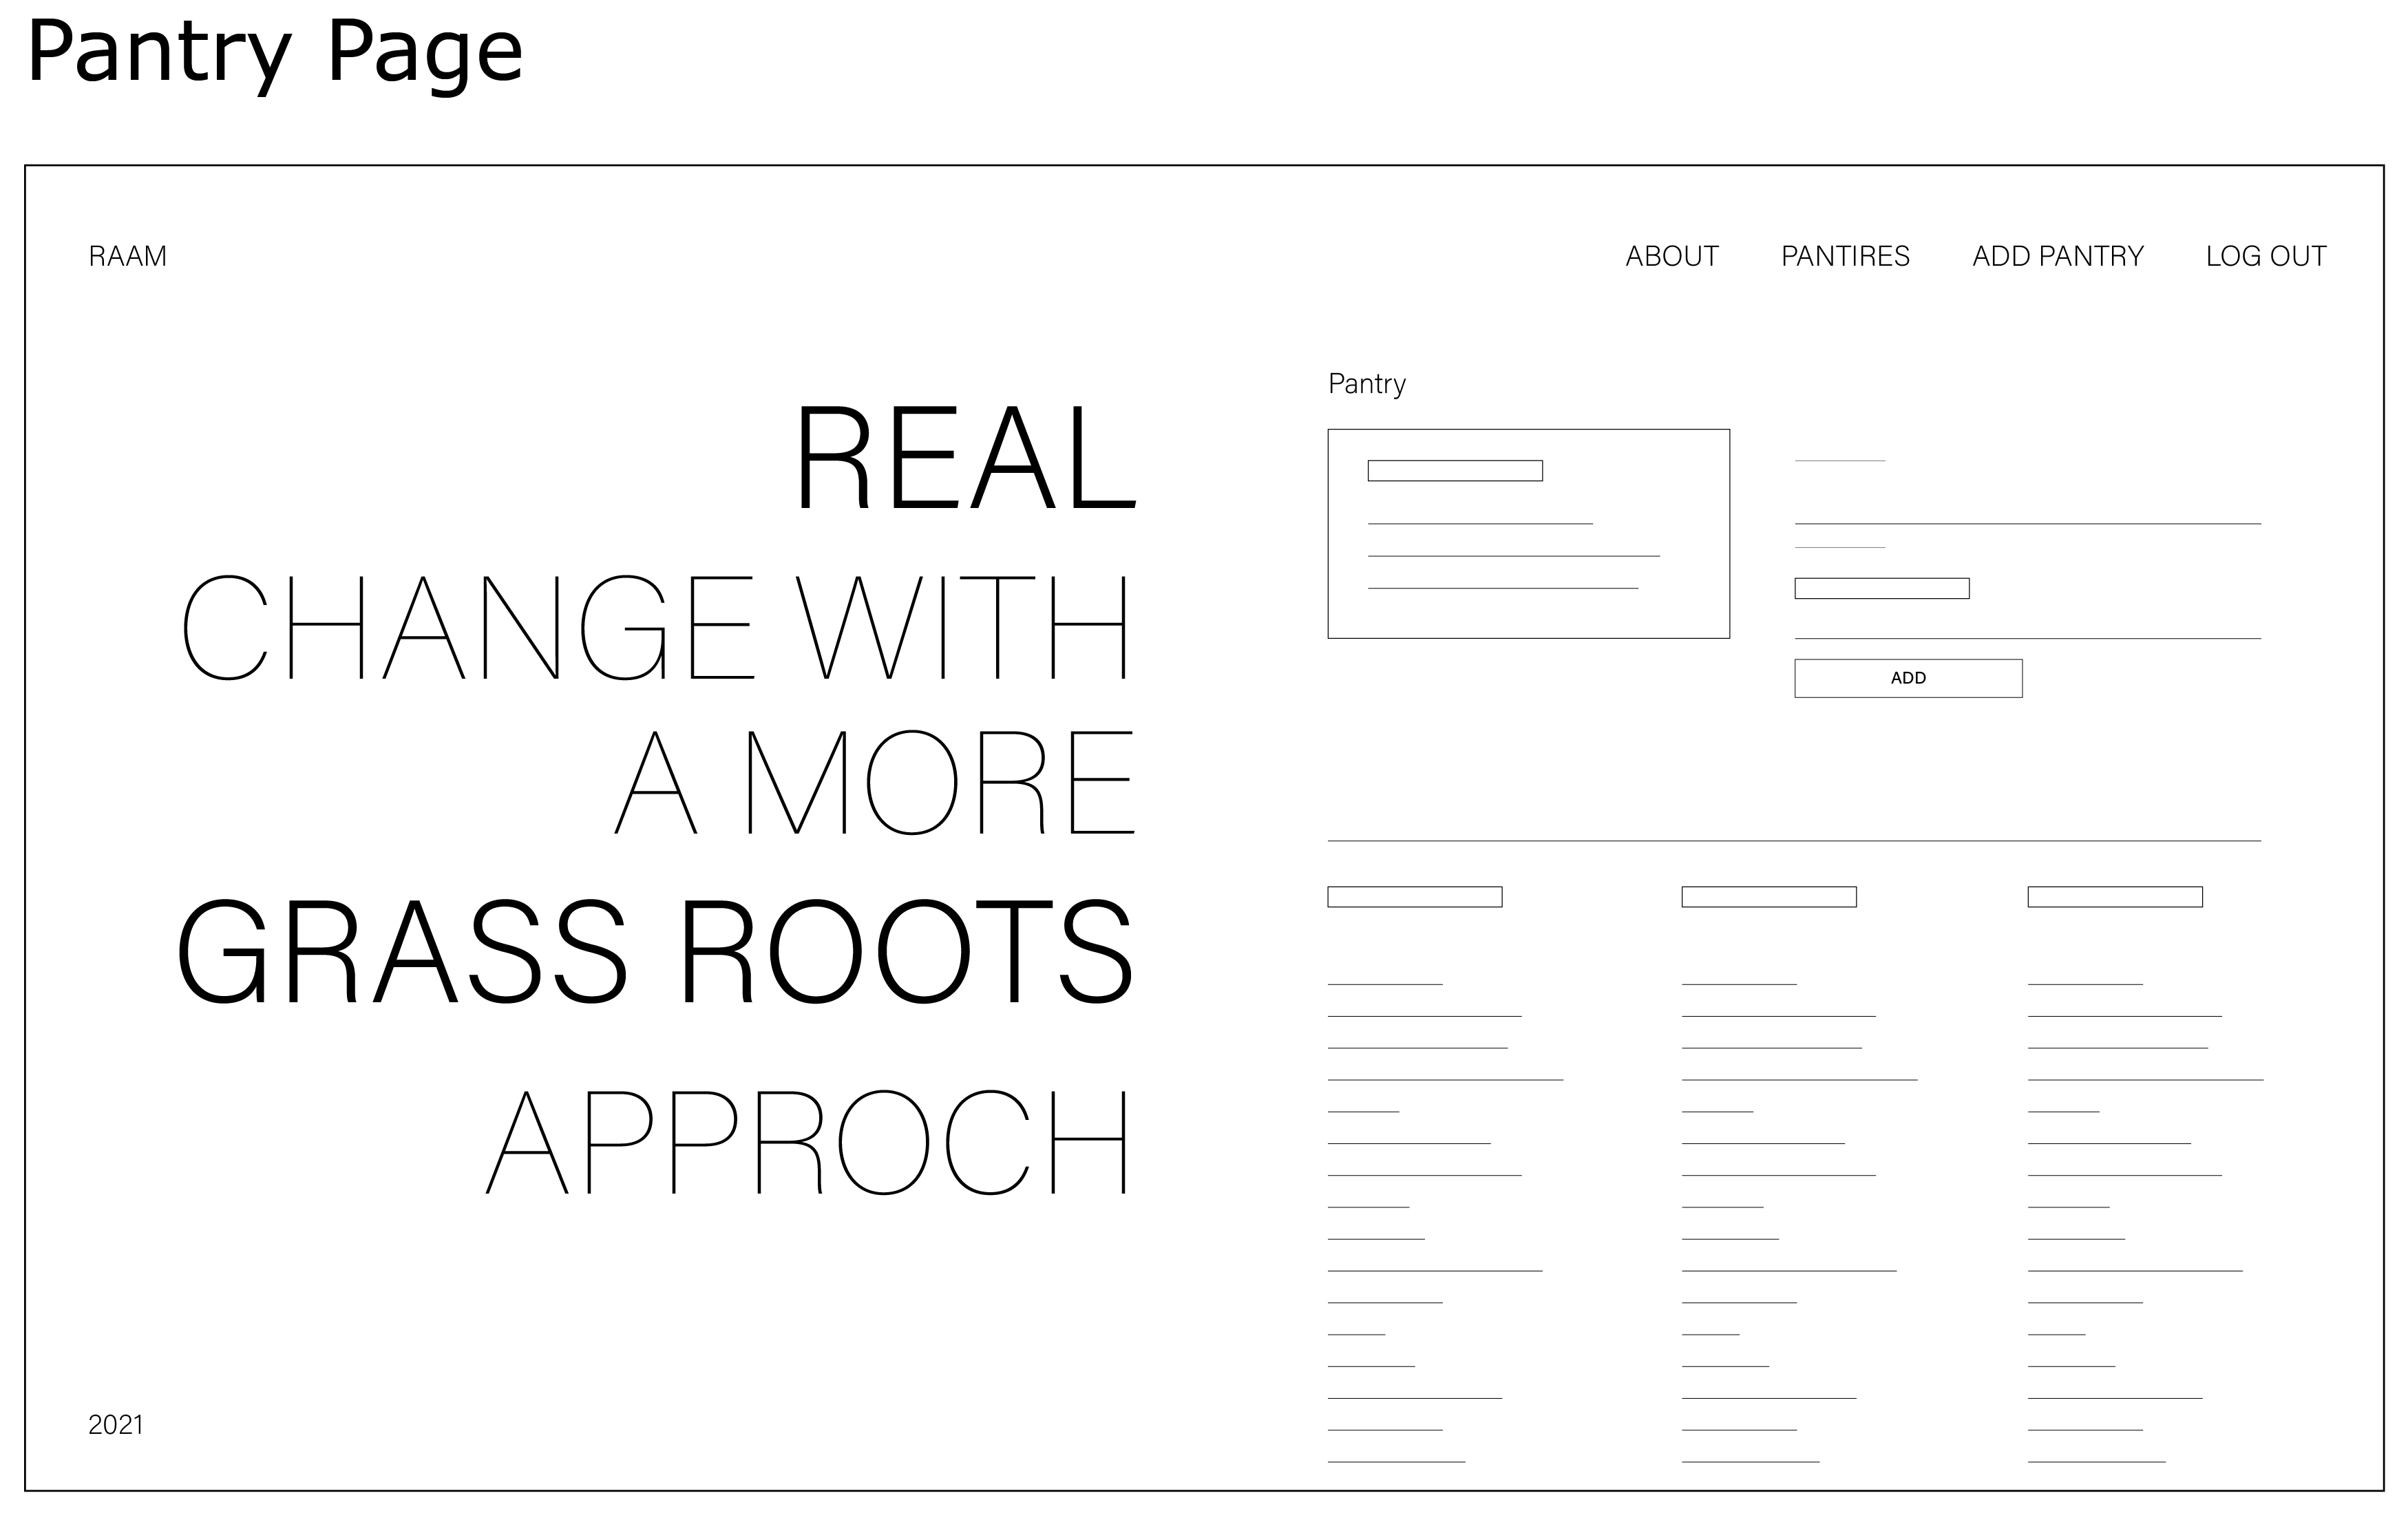 Pantry Page
RAAM
ABOUT PANTIRES ADD PANTRY LOG OUT
REAL
CHANGE WITH
A MORE
GRASS ROOTS
APPROCH
2021
Pantry
ADD